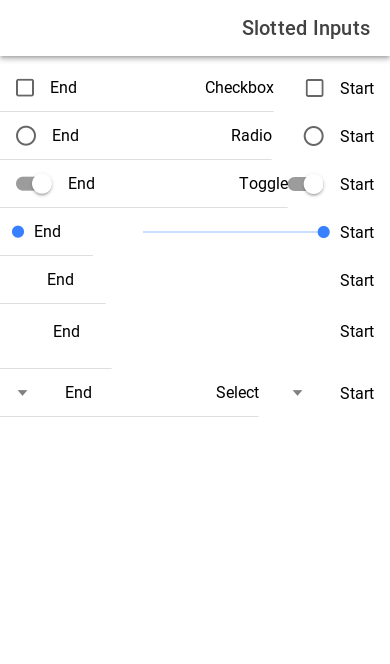 Slotted Inputs
End Checkbox Start
End Radio Start
End Toggle Start
End Start
End Start
End Start
End Select Start